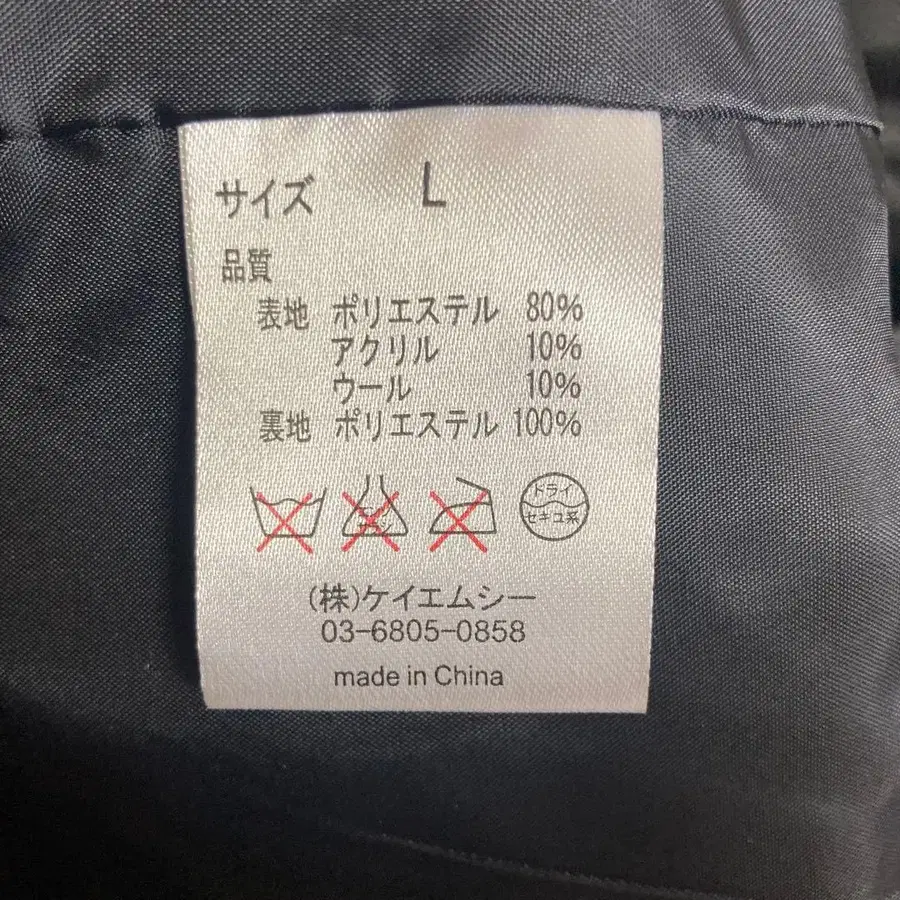 サイズ L
品質
表地 ポリエステル 80%
アクリル 10%
ウール 10%
裏地 ポリエステル 100%
ドライ
セキユ系
(株)ケイエムシー
03-6805-0858
made in China